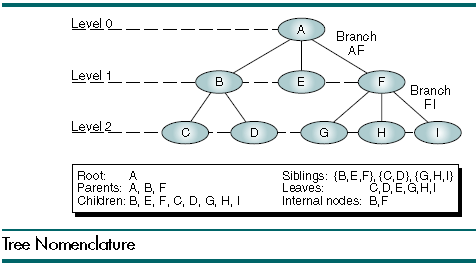 Level 0
A
Branch
AF
Level 1
B
E
F
Branch
FI
Level 2
C
D
G
H
I
Root: A
Parents: A, B, F
Children: B, E, F, C, D, G, H, I
Siblings: {B,E,F}, {C,D}, {G,H,I}
Leaves: C,D,E,G,H,I
Internal nodes: B,F
Tree Nomenclature